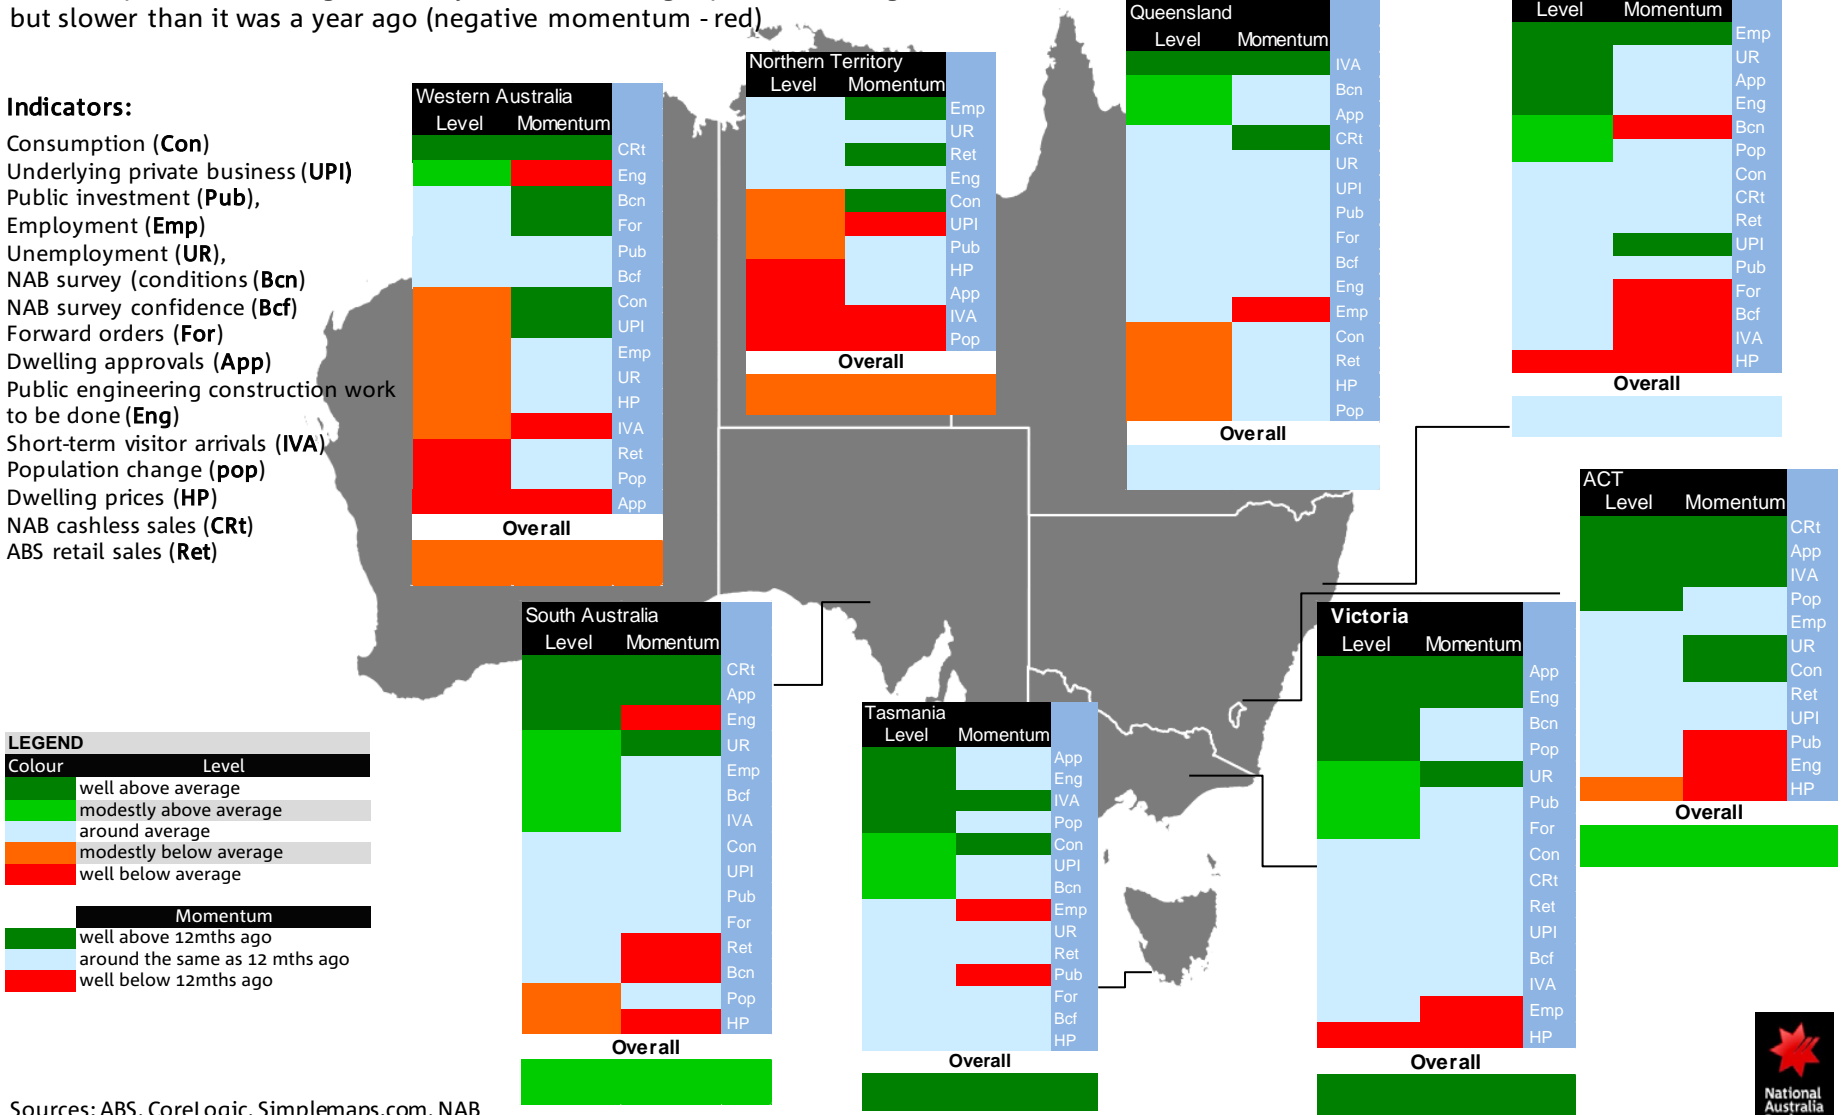 but slower than it was a year ago (negative momentum - red)
Indicators:
Consumption (Con)
Underlying private business (UPI)
Public investment (Pub),
Employment (Emp)
Unemployment (UR),
NAB survey (conditions (Bcn)
NAB survey confidence (Bcf)
Forward orders (For)
Dwelling approvals (App)
Public engineering construction work
to be done (Eng)
Short-term visitor arrivals (IVA)
Population change (pop)
Dwelling prices (HP)
NAB cashless sales (CRt)
ABS retail sales (Ret)
Western Australia
Level Momentum
CRt
Eng
Bcn
For
Pub
Bcf
Con
UPI
Emp
UR
HP
IVA
Ret
Pop
App
Overall
Northern Territory
Level Momentum
Emp
UR
Ret
Eng
Con
UPI
Pub
HP
App
IVA
Pop
Overall
Queensland
Level Momentum
IVA
Bcn
App
CRt
UR
UPI
Pub
For
Bcf
Eng
Emp
Con
Ret
HP
Pop
Overall
Level Momentum
Emp
UR
App
Eng
Bcn
Pop
Con
CRt
Ret
UPI
Pub
For
Bcf
IVA
HP
Overall
ACT
Level Momentum
CRt
App
IVA
Pop
Emp
UR
Con
Ret
UPI
Pub
Eng
HP
Overall
South Australia
Level Momentum
CRt
App
Eng
UR
Emp
Bcf
IVA
Con
UPI
Pub
For
Ret
Bcn
Pop
HP
Overall
Tasmania
Level Momentum
App
Eng
IVA
Pop
Con
UPI
Bcn
Emp
UR
Ret
Pub
For
Bcf
HP
Overall
Victoria
Level Momentum
App
Eng
Bcn
Pop
UR
Pub
For
Con
CRt
Ret
UPI
Bcf
IVA
Emp
HP
Overall
LEGEND
Colour Level
well above average
modestly above average
around average
modestly below average
well below average
Momentum
well above 12mths ago
around the same as 12 mths ago
well below 12mths ago
Sources: ABS, CoreLogic, Simplemaps.com, NAB
National
Australia